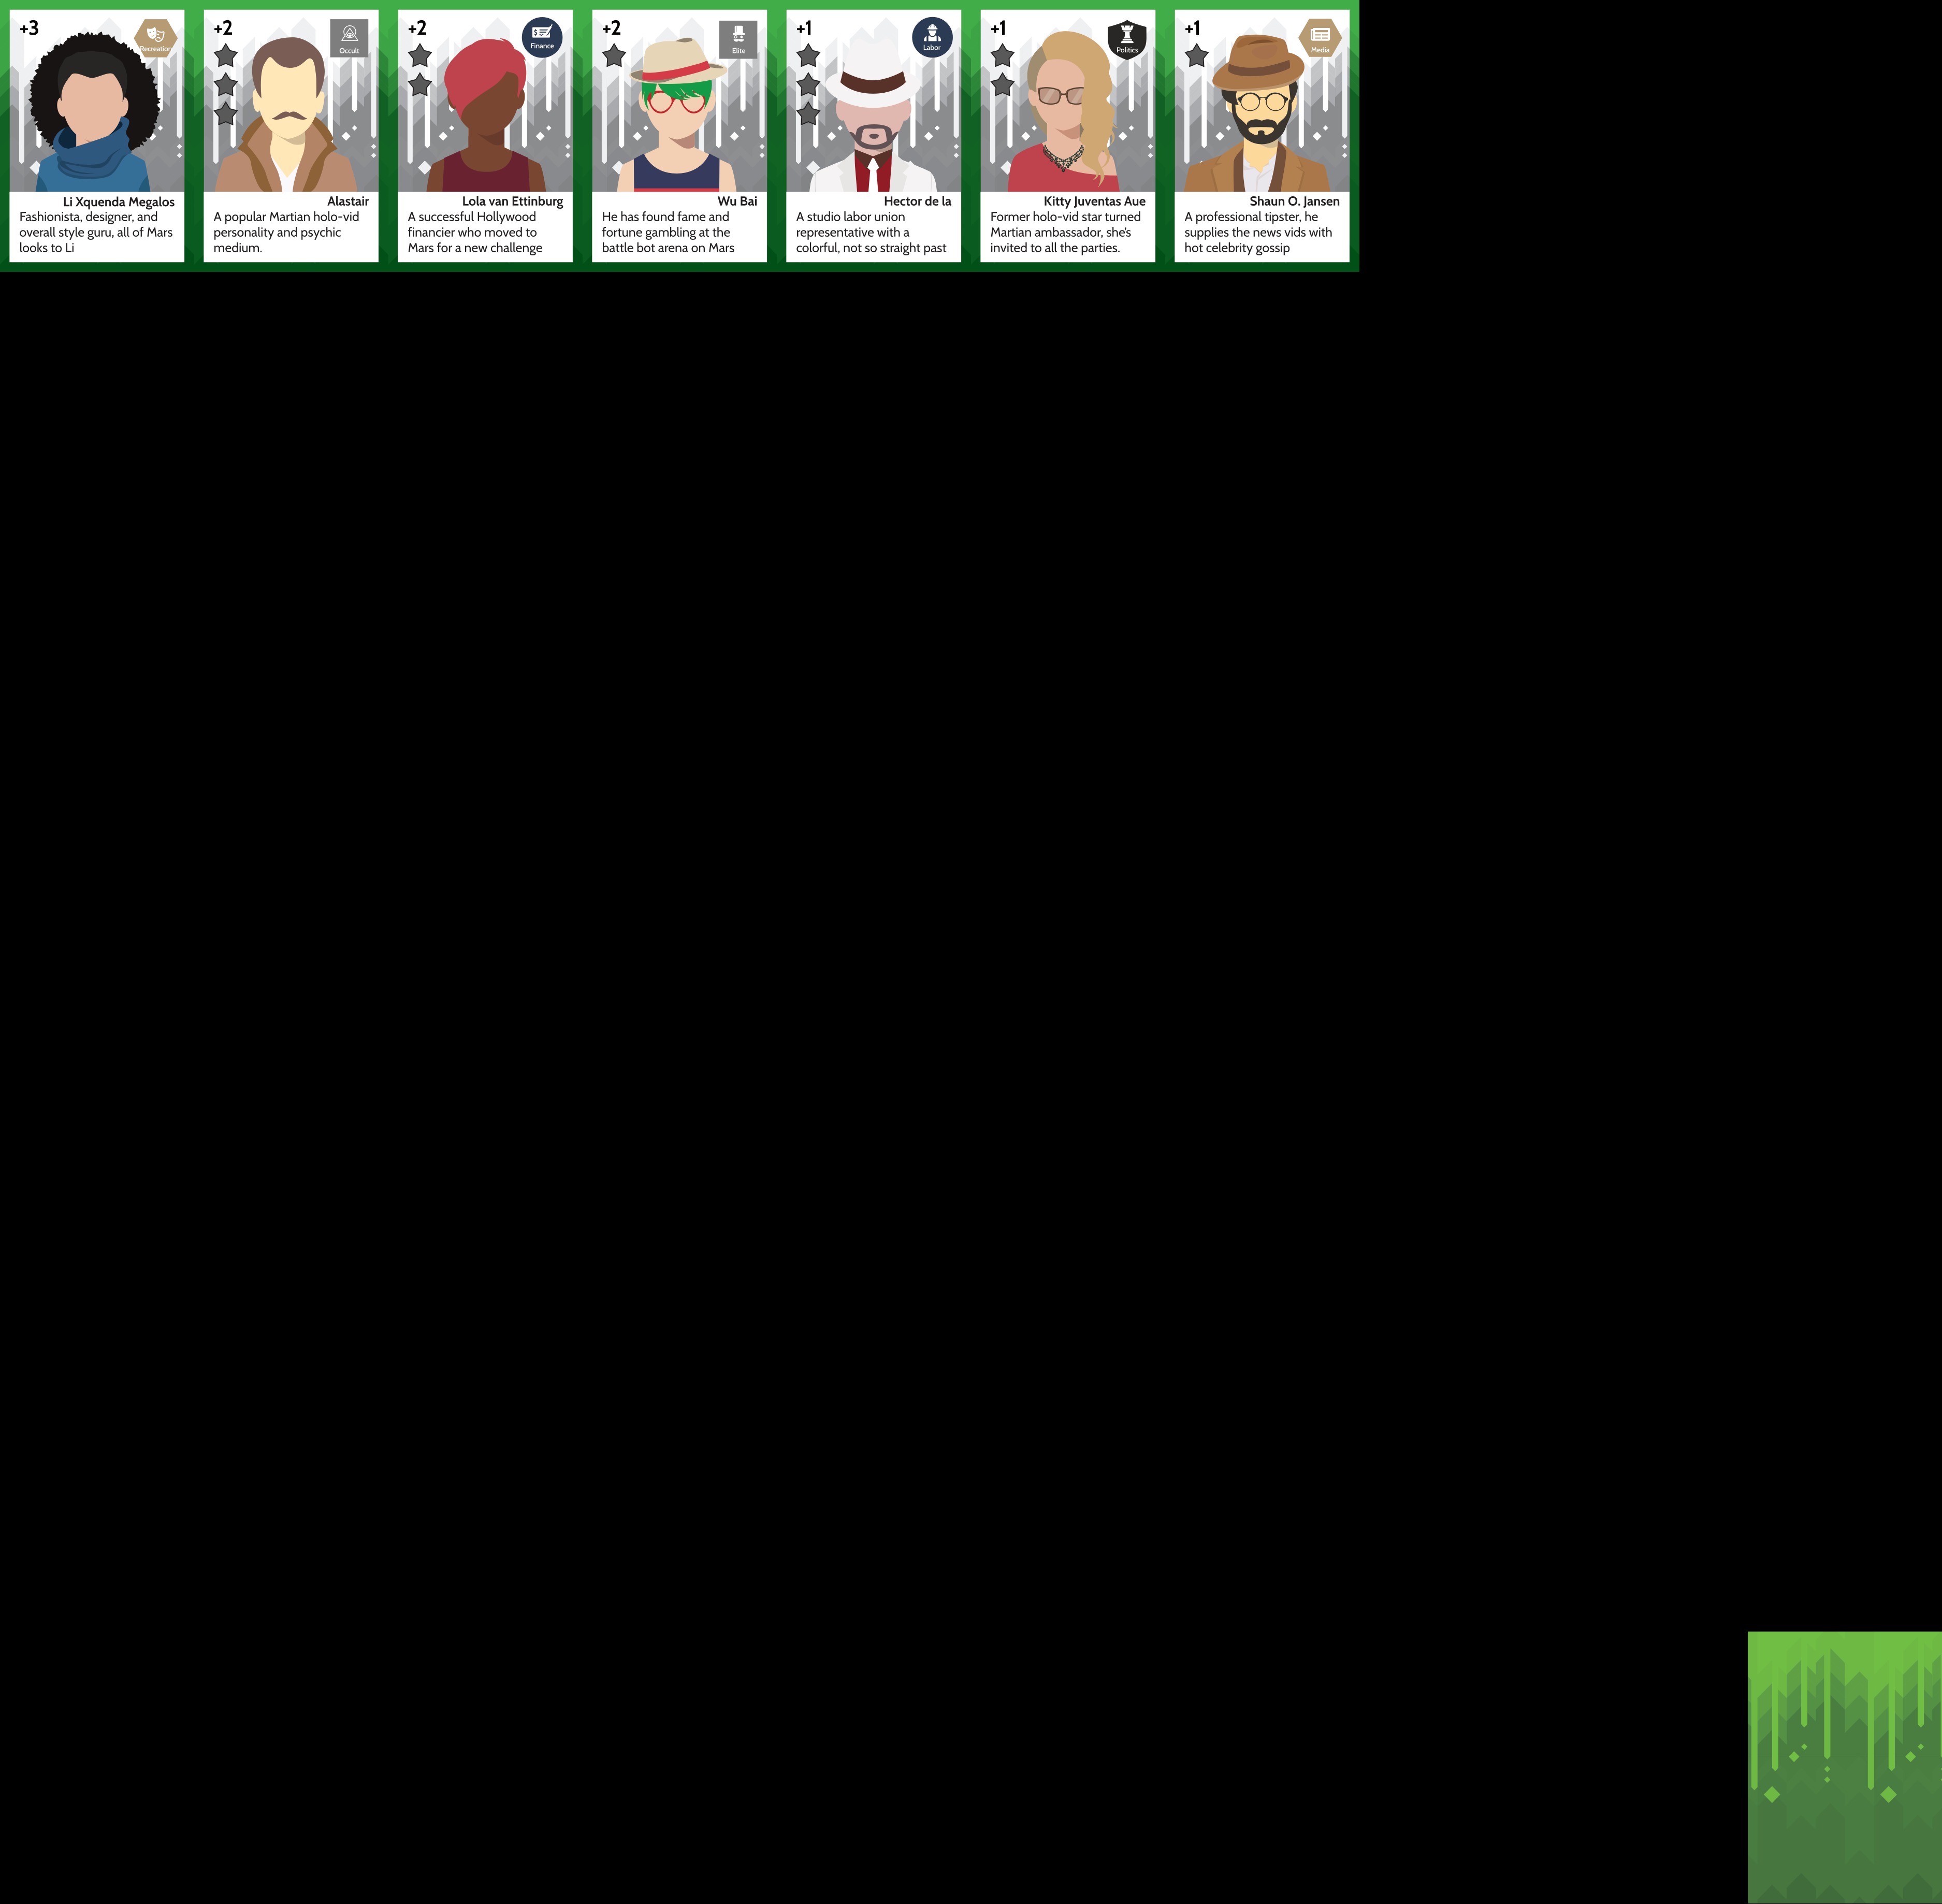 +3
Recreation
Li Xquenda Megalos
Fashionista, designer, and
overall style guru, all of Mars
looks to Li
+2
Occult
Alastair
A popular Martian holo-vid
personality and psychic
medium.
+2
Finance
Lola van Ettinburg
A successful Hollywood
financier who moved to
Mars for a new challenge
+2
Elite
Wu Bai
He has found fame and
fortune gambling at the
battle bot arena on Mars
+1
Labor
Hector de la
A studio labor union
representative with a
colorful, not so straight past
+1
Politics
Kitty Juventas Aue
Former holo-vid star turned
Martian ambassador, she's
invited to all the parties.
+1
Media
Shaun O. Jansen
A professional tipster, he
supplies the news vids with
hot celebrity gossip